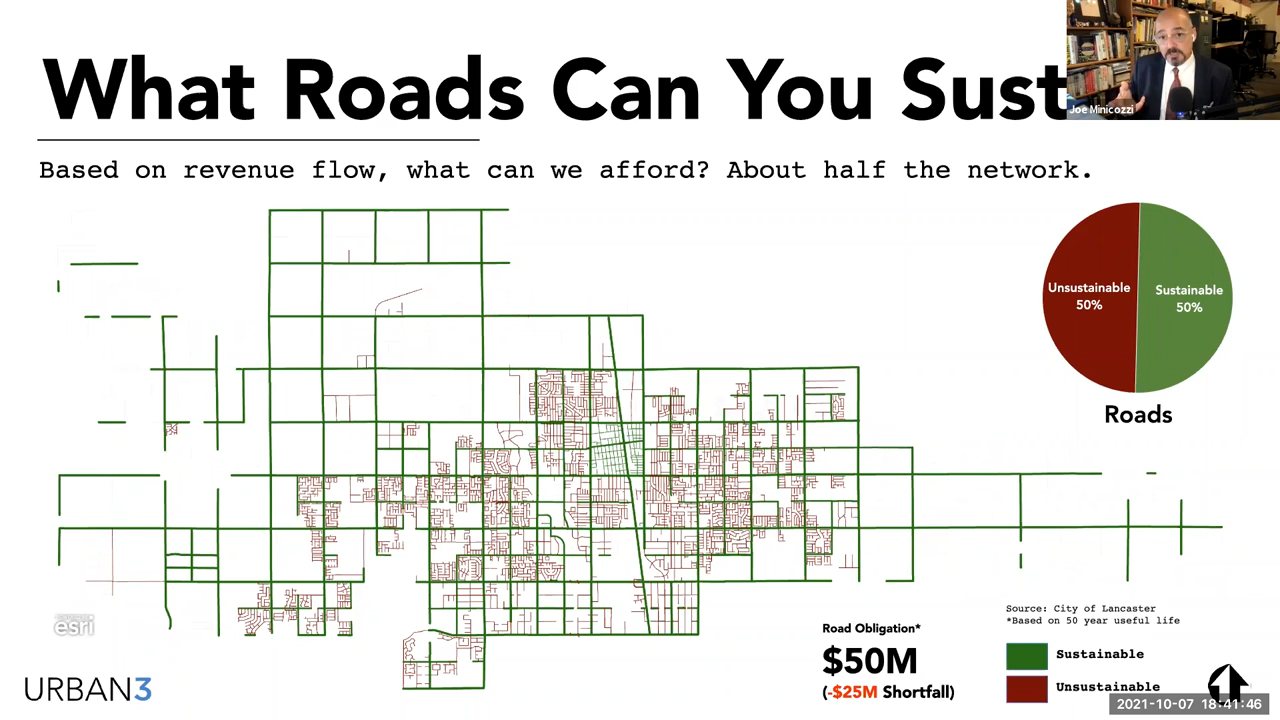 What Roads Can You Sust
Joe Minicozzi
Based on revenue flow, what can we afford? About half the network.
Unsustainable
50%
Sustainable
50%
Roads
esri
Source: City of Lancaster
*Based on 50 year useful life
Road Obligation*
$50M
(-$25M Shortfall)
Sustainable
Unsustainable
URBAN3
2021-10-07 18:41:46